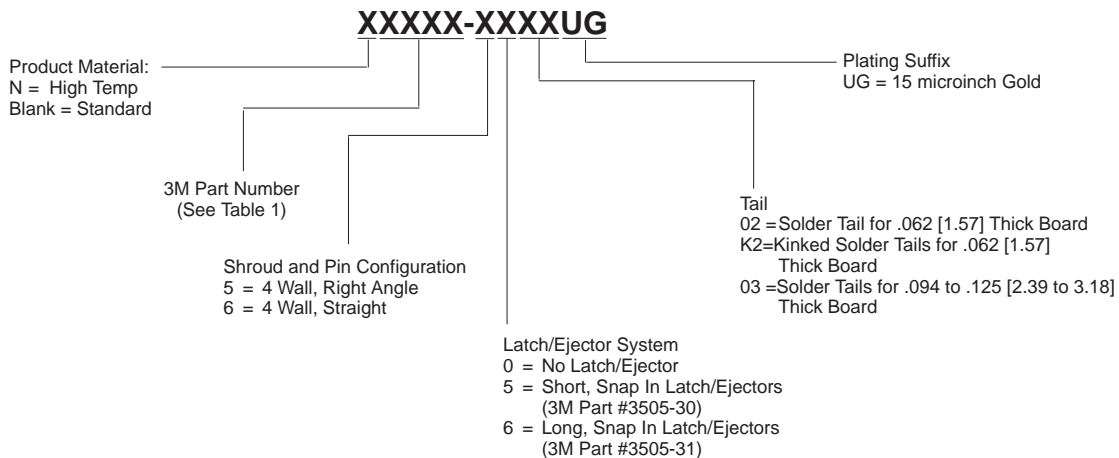 XXXXX-XXXXUG
Product Material:
N = High Temp
Blank = Standard
Plating Suffix
UG = 15 microinch Gold
3M Part Number
(See Table 1)
Tail
02 =Solder Tail for .062 [1.57] Thick Board
K2=Kinked Solder Tails for .062 [1.57]
Thick Board
03 =Solder Tails for .094 to .125 [2.39 to 3.18]
Thick Board
Shroud and Pin Configuration
5 = 4 Wall, Right Angle
6 = 4 Wall, Straight
Latch/Ejector System
0 = No Latch/Ejector
5 = Short, Snap In Latch/Ejectors
(3M Part #3505-30)
6 = Long, Snap In Latch/Ejectors
(3M Part #3505-31)